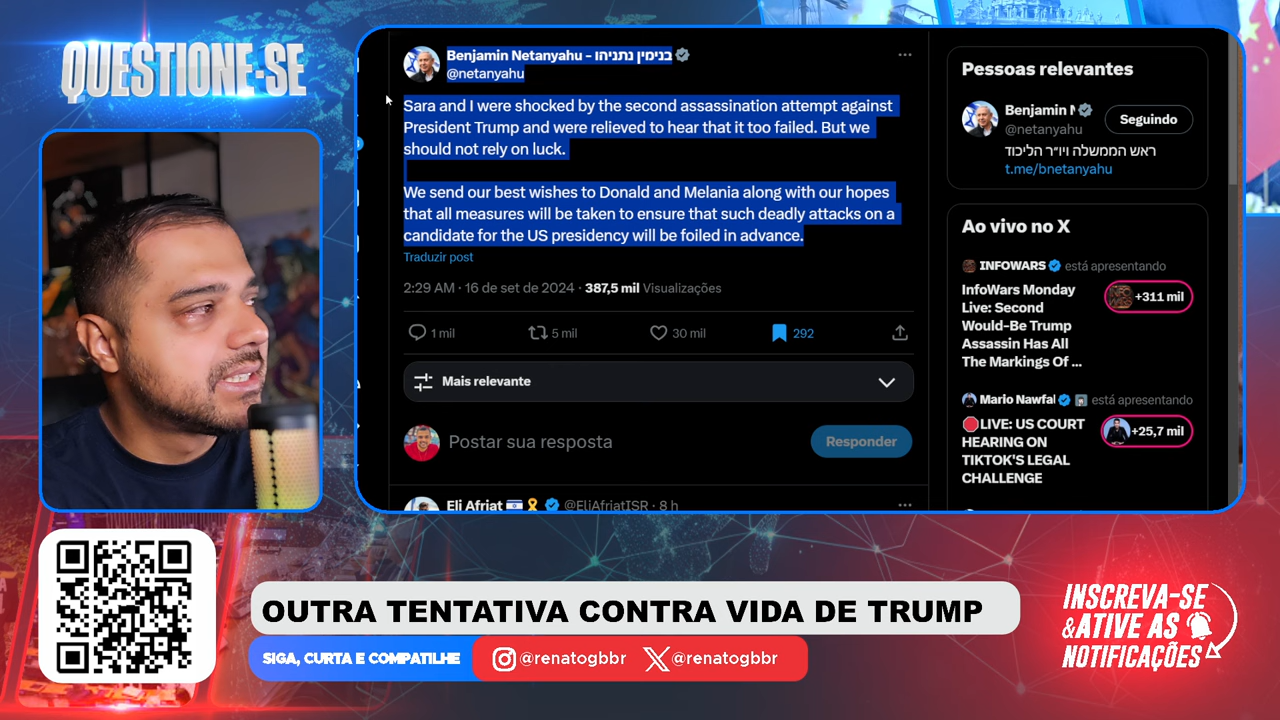 QUESTIONE-SE
Benjamin Netanyahu - בנימין נתניהו
@netanyahu
Sara and I were shocked by the second assassination attempt against
President Trump and were relieved to hear that it too failed. But we
should not rely on luck.
We send our best wishes to Donald and Melania along with our hopes
that all measures will be taken to ensure that such deadly attacks on a
candidate for the US presidency will be foiled in advance.
Traduzir post
2:29 AM · 16 de set de 2024 · 387,5 mil Visualizações
1 mil
5 mil
30 mil
292
Mais relevante
Postar sua resposta
Responder
Eli Afriat @EliAfriatISR · 8 h
Pessoas relevantes
Benjamin N
@netanyahu
Seguindo
ראש הממשלה ויו״ר הליכוד
t.me/bnetanyahu
Ao vivo no X
INFOWARS está apresentando
InfoWars Monday
Live: Second
Would-Be Trump
Assassin Has All
The Markings Of ...
+311 mil
Mario Nawfal está apresentando
LIVE: US COURT
HEARING ON
TIKTOK'S LEGAL
CHALLENGE
+25,7 mil
OUTRA TENTATIVA CONTRA VIDA DE TRUMP
SIGA, CURTA E COMPATILHE
@renatogbbr
@renatogbbr
INSCREVA-SE
&ATIVE AS
NOTIFICAÇÕES